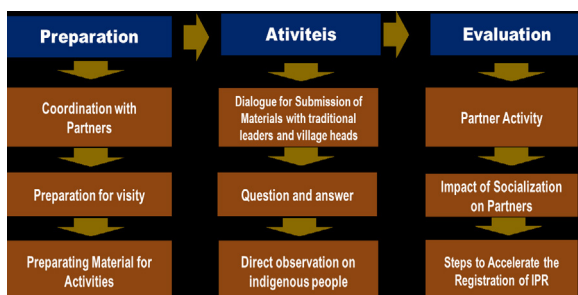 Preparation
Ativiteis
Evaluation
Coordination with
Partners
Dialogue for Submission of
Materials with traditional
leaders and village heads
Partner Activity
Preparation for visity
Question and answer
Impact of Socialization
on Partners
Preparing Material for
Activities
Direct observation on
indigenous people
Steps to Accelerate the
Registration of IPR